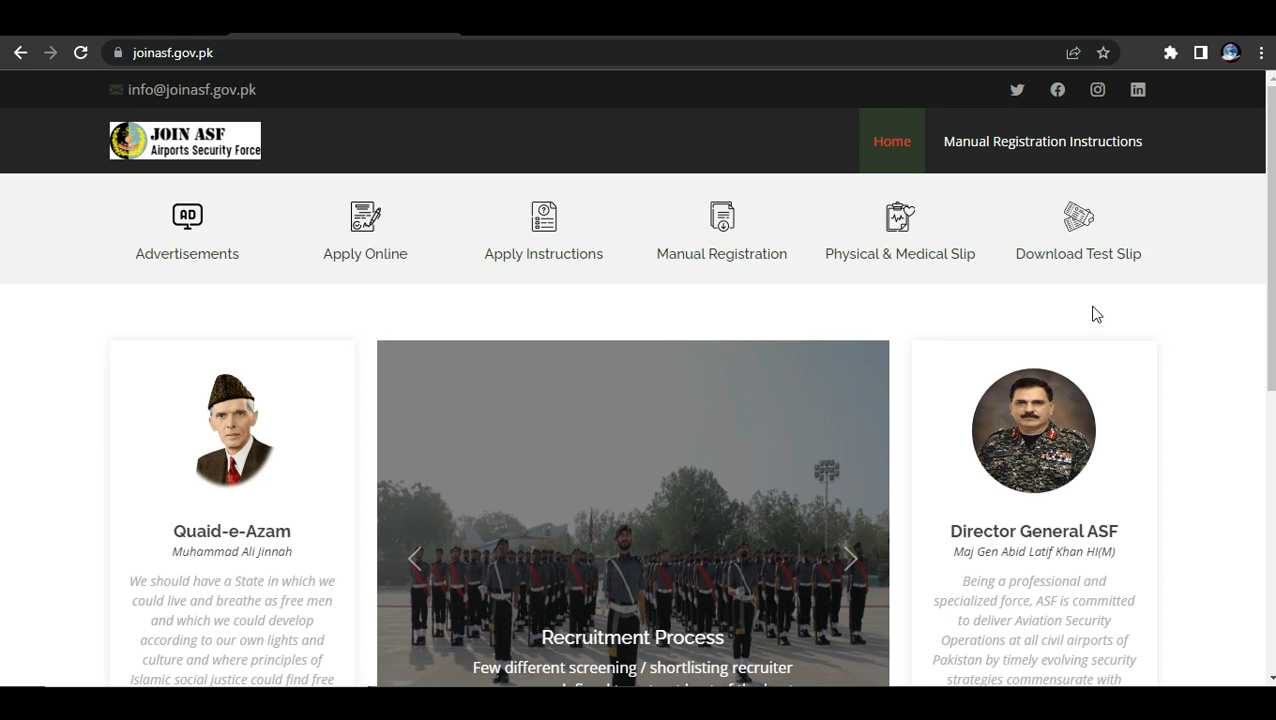 joinasf.gov.pk
info@joinasf.gov.pk
JOIN ASF
Airports Security Force
Home
Manual Registration Instructions
AD
Advertisements
Apply Online
Apply Instructions
Manual Registration
Physical & Medical Slip
Download Test Slip
Quaid-e-Azam
Muhammad Ali Jinnah
We should have a State in which we
could live and breathe as free men
and which we could develop
according to our own lights and
culture and where principles of
Islamic social justice could find free
Recruitment Process
Few different screening / shortlisting recruiter
Director General ASF
Maj Gen Abid Latif Khan HI(M)
Being a professional and
specialized force, ASF is committed
to deliver Aviation Security
Operations at all civil airports of
Pakistan by timely evolving security
strategies commensurate with